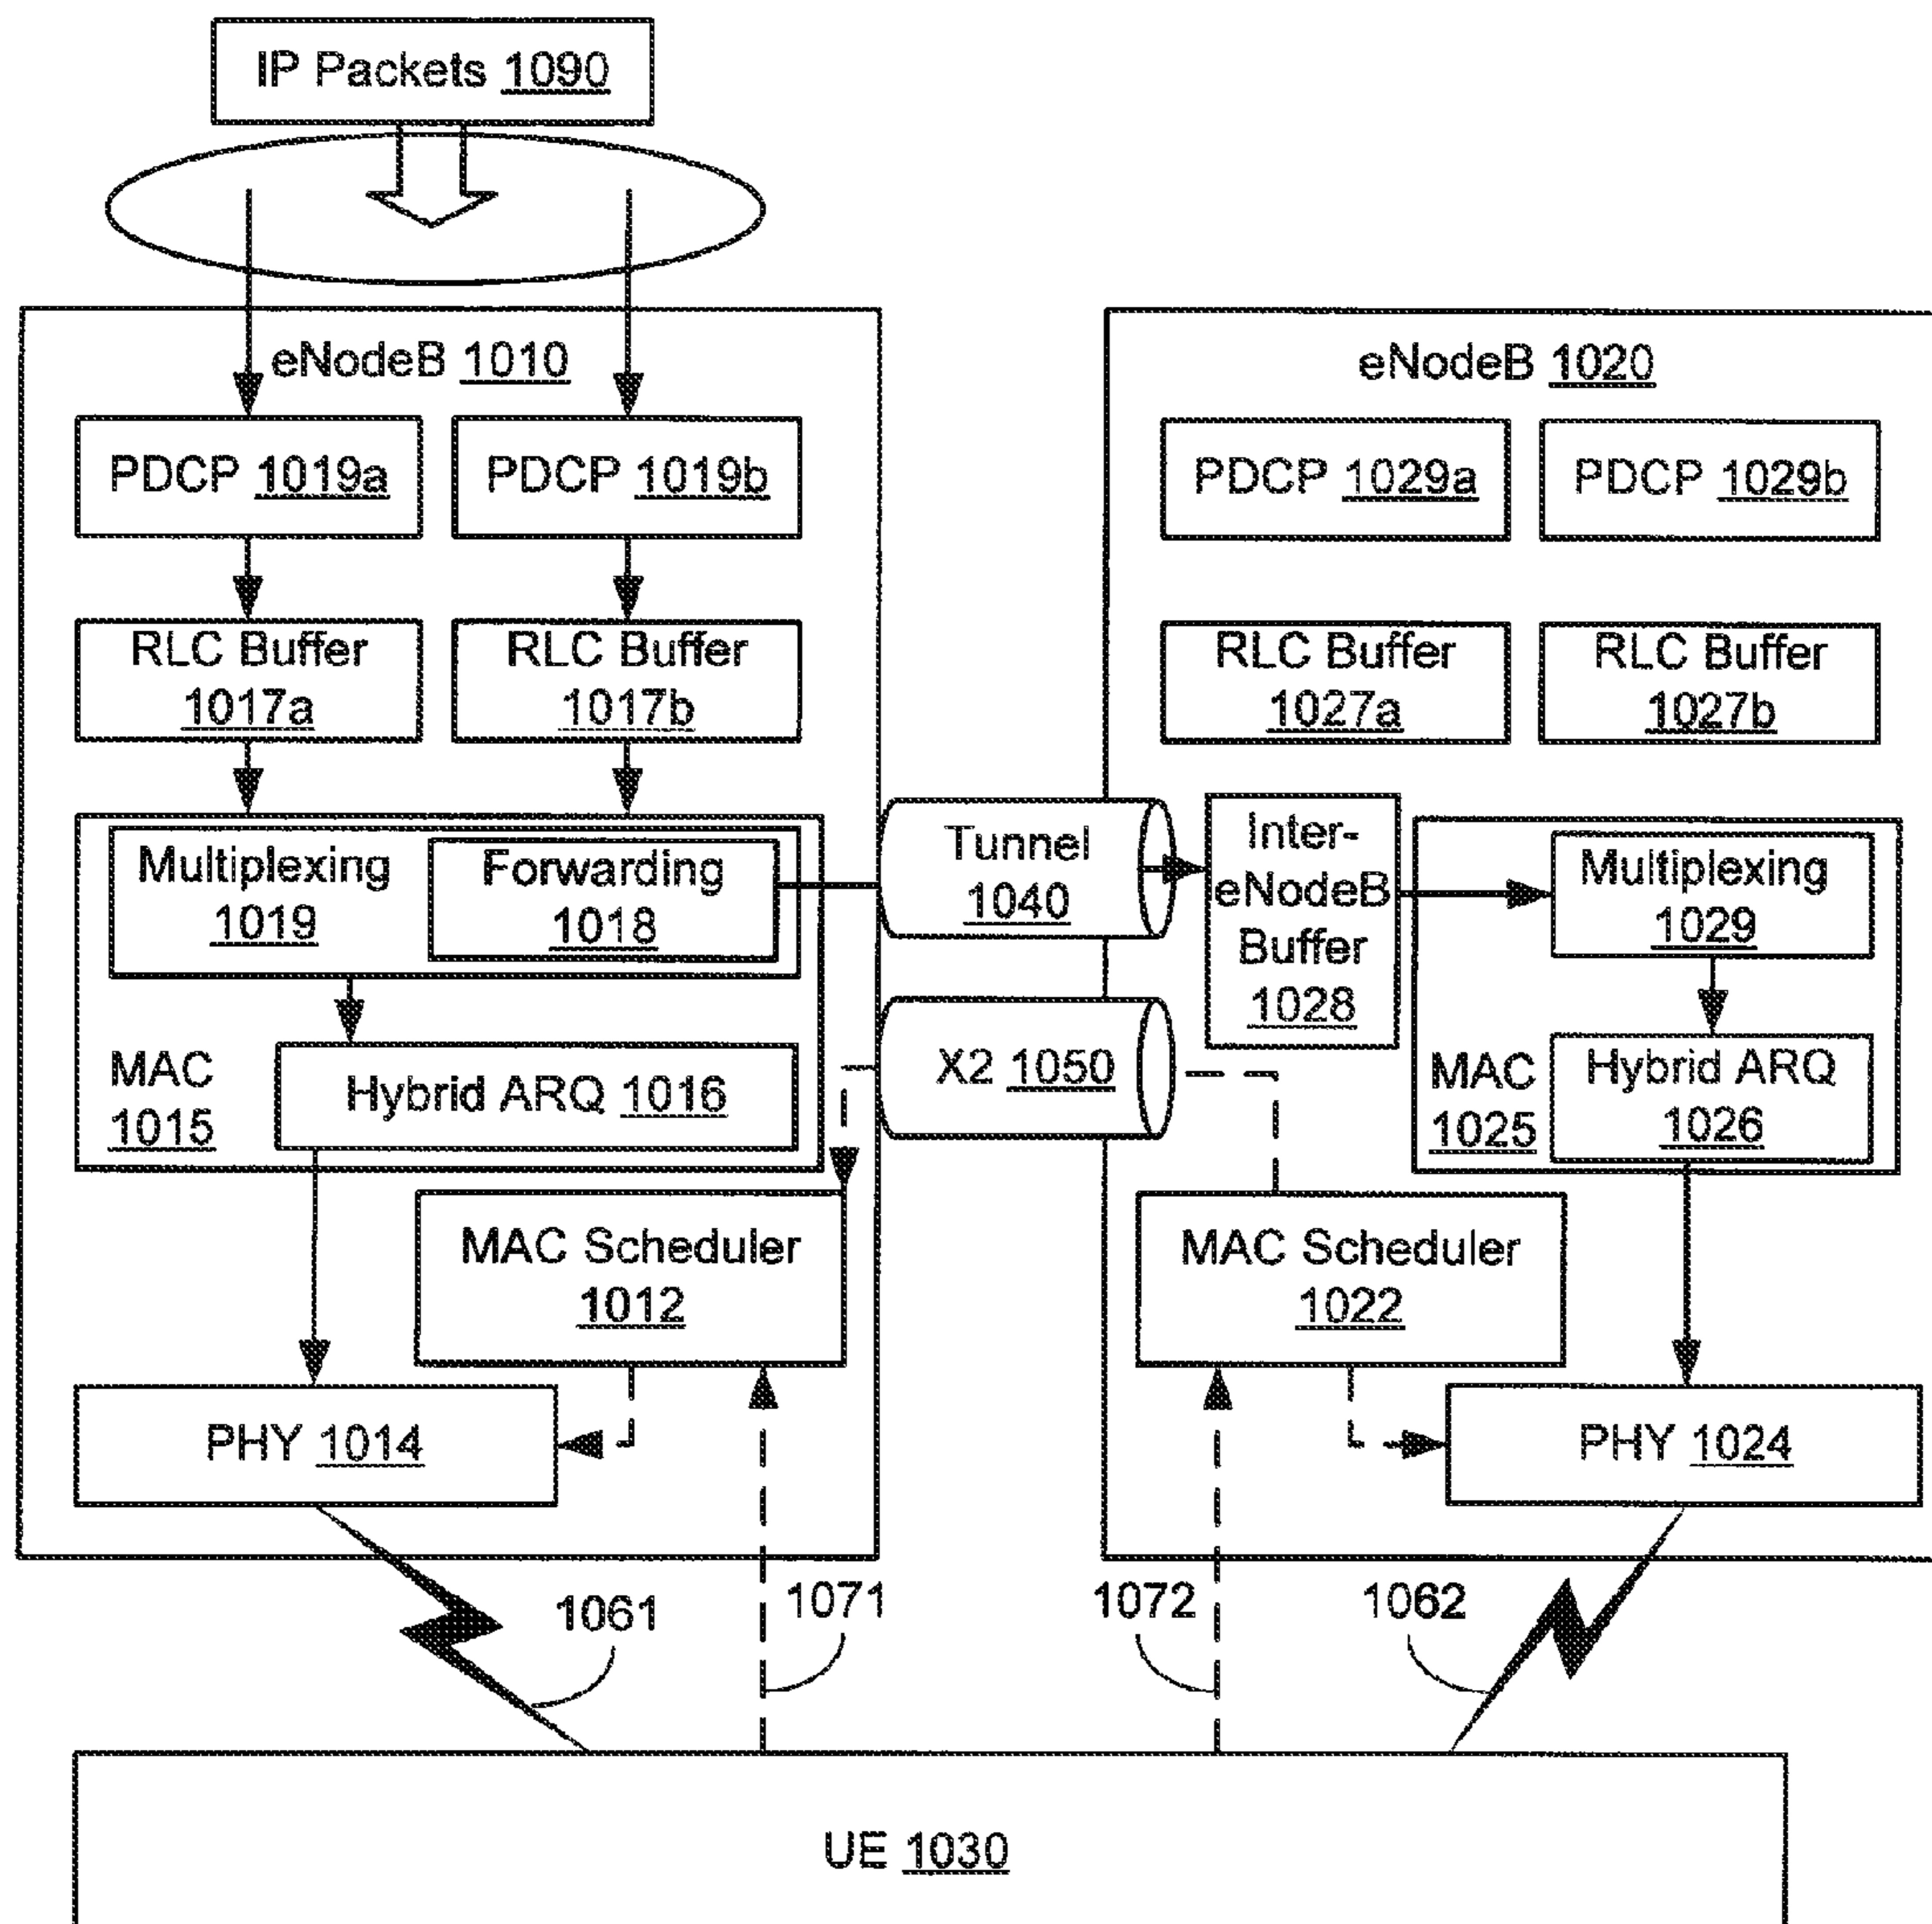 IP Packets 1090
eNodeB 1010
PDCP 1019a
PDCP 1019b
RLC Buffer
1017a
RLC Buffer
1017b
Multiplexing
1019
Forwarding
1018
MAC
1015
Hybrid ARQ 1016
MAC Scheduler
1012
PHY 1014
Tunnel
1040
X2 1050
eNodeB 1020
PDCP 1029a
PDCP 1029b
RLC Buffer
1027a
RLC Buffer
1027b
Inter-
eNodeB
Buffer
1028
Multiplexing
1029
MAC
1025
Hybrid ARQ
1026
MAC Scheduler
1022
PHY 1024
1061
1071
1072
1062
UE 1030